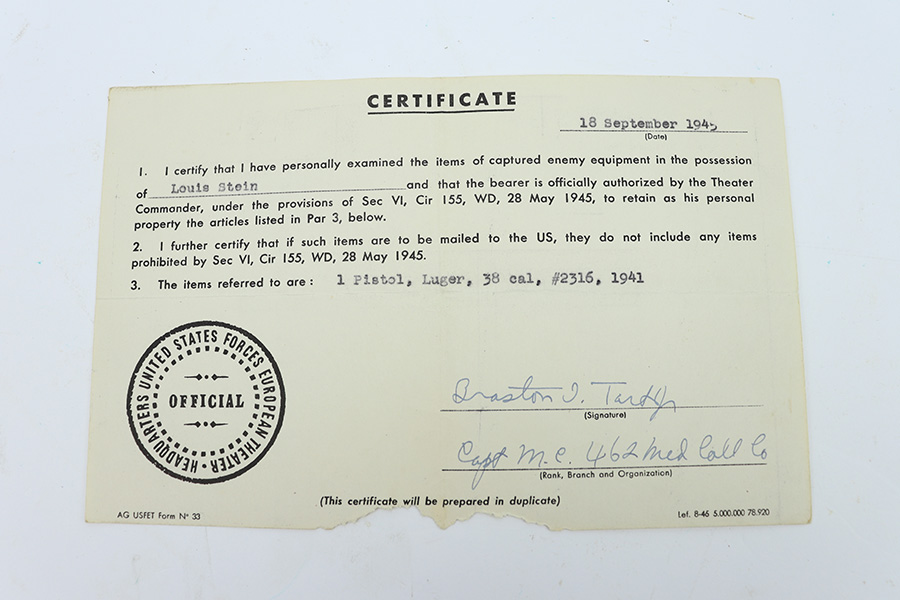 CERTIFICATE
18 September 1945
(Date)
1. I certify that I have personally examined the items of captured enemy equipment in the possession
of Louis Stein and that the bearer is officially authorized by the Theater
Commander, under the provisions of Sec VI, Cir 155, WD, 28 May 1945, to retain as his personal
property the articles listed in Par 3, below.
2. I further certify that if such items are to be mailed to the US, they do not include any items
prohibited by Sec VI, Cir 155, WD, 28 May 1945.
3. The items referred to are : 1 Pistol, Luger, 38 cal, #2316, 1941
HEADQUARTERS UNITED STATES FORCES EUROPEAN THEATER
OFFICIAL
(Signature)
Capt M.C. 462 Med Coll Co
(Rank, Branch and Organization)
(This certificate will be prepared in duplicate)
AG USFET Form Nº 33
Lef. 8-45 5.000.000 78.920